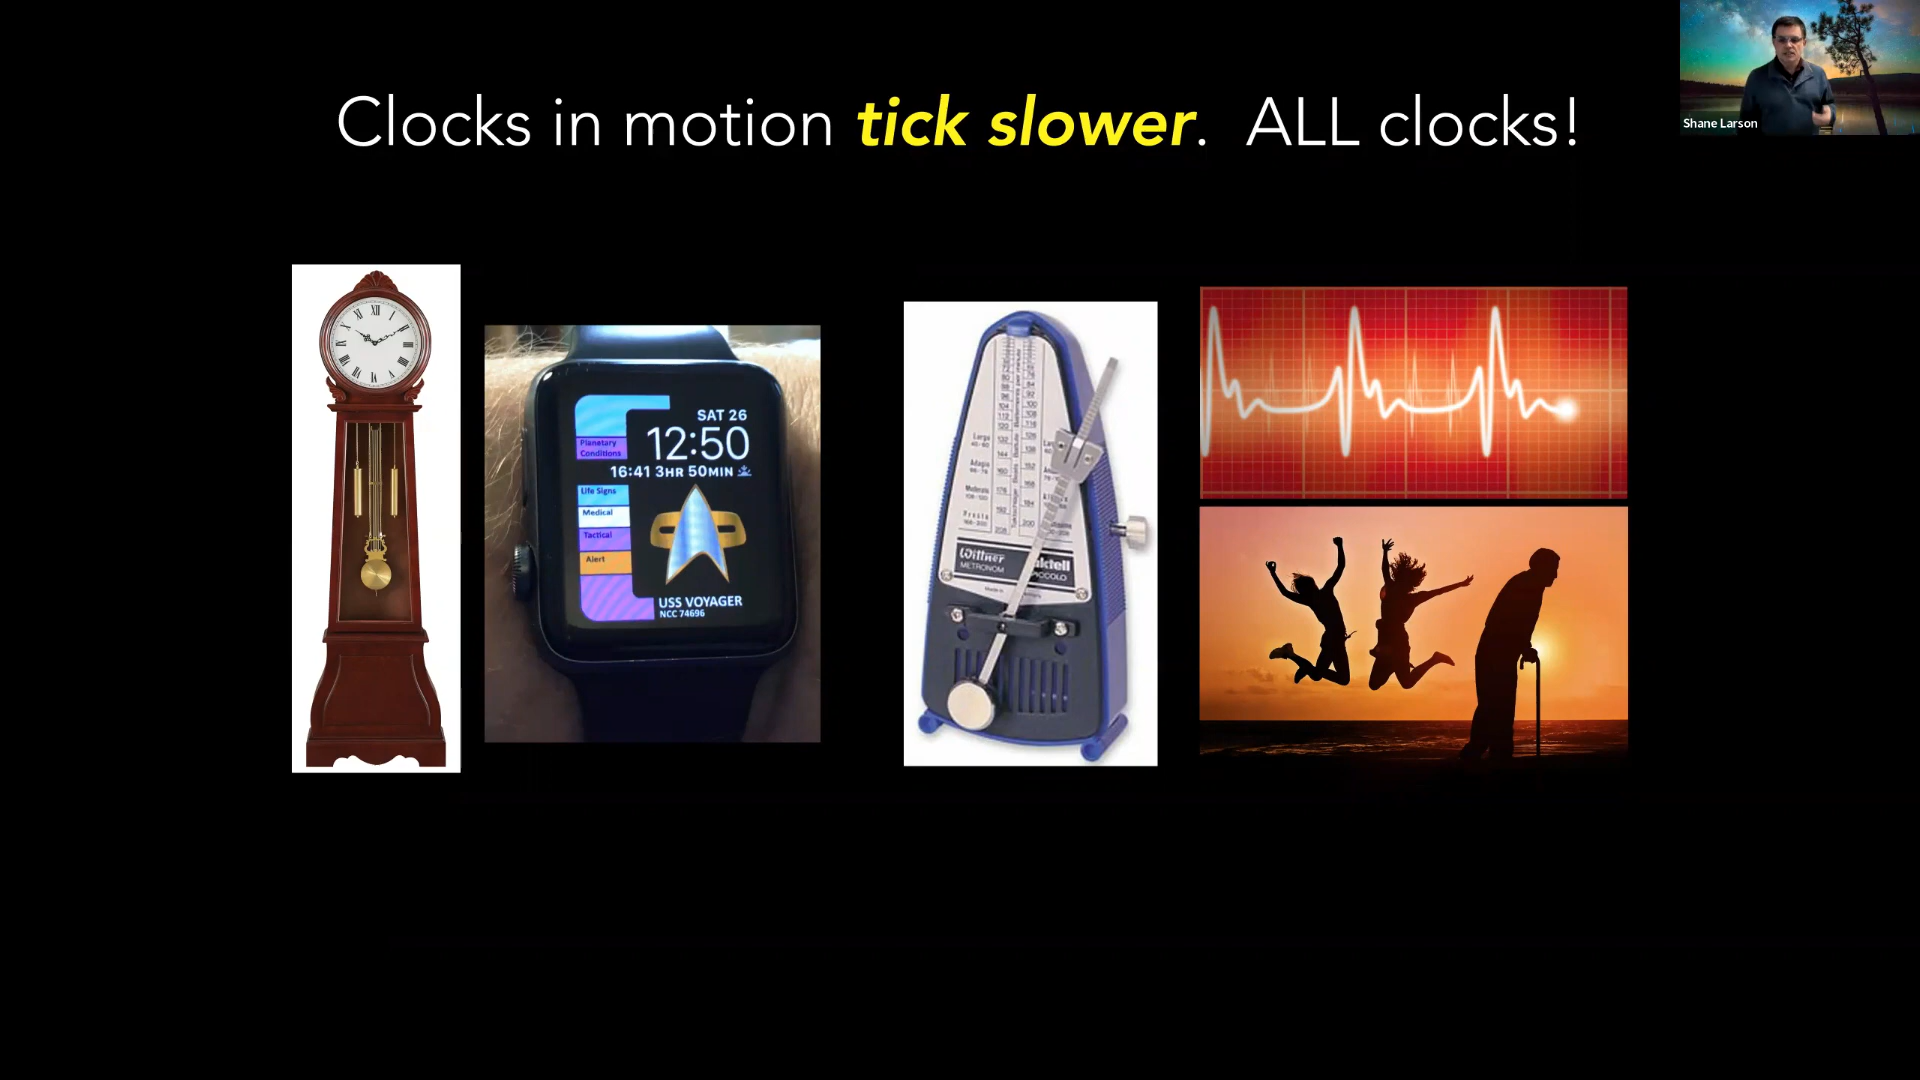 Clocks in motion tick slower. ALL clocks!
Shane Larson
SAT 26
12:50
16:41 3HR 50MIN
Planetary
Conditions
Life Signs
Medical
Tactical
Alert
USS VOYAGER
NCC 74696
Wittner
METRONOM
PICCOLO